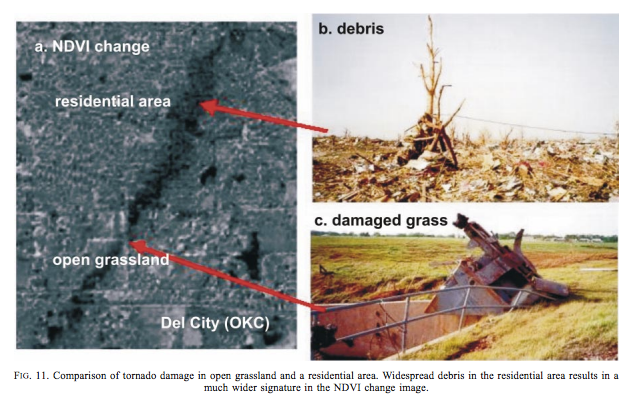 a. NDVI change
residential area
open grassland
Del City (OKC)
b. debris
c. damaged grass
FIG. 11. Comparison of tornado damage in open grassland and a residential area. Widespread debris in the residential area results in a
much wider signature in the NDVI change image.